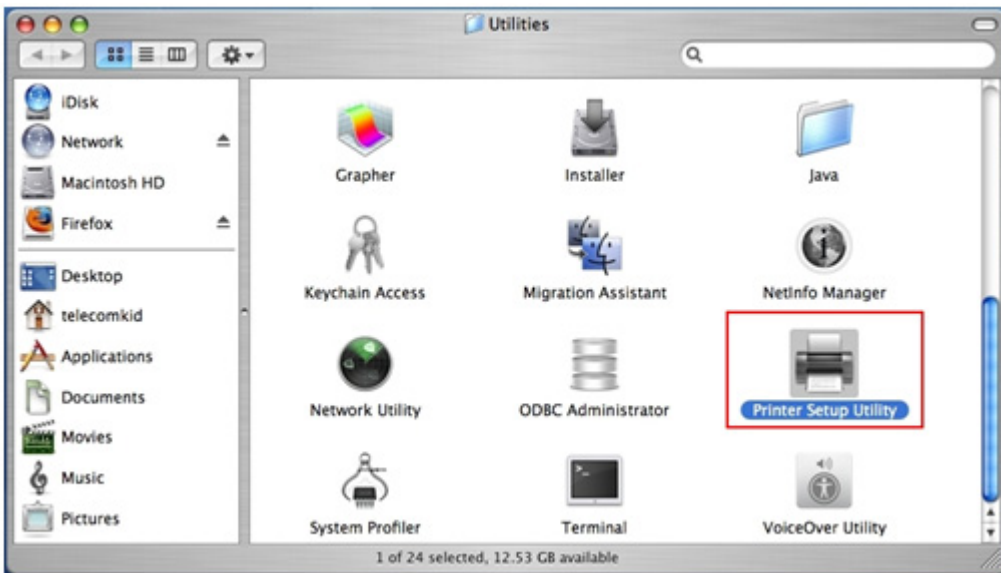 Utilities
iDisk
Network
Macintosh HD
Firefox
Desktop
telecomkid
Applications
Documents
Movies
Music
Pictures
Grapher
Installer
Java
Keychain Access
Migration Assistant
NetInfo Manager
Network Utility
ODBC Administrator
Printer Setup Utility
System Profiler
Terminal
VoiceOver Utility
1 of 24 selected, 12.53 GB available